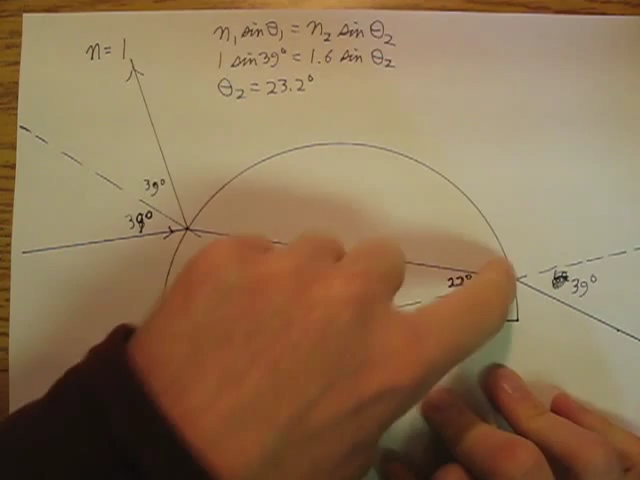 n = 1
n₁ sin θ₁ = n₂ sin θ₂
1 sin 39° = 1.6 sin θ₂
θ₂ = 23.2°
39°
39°
39°